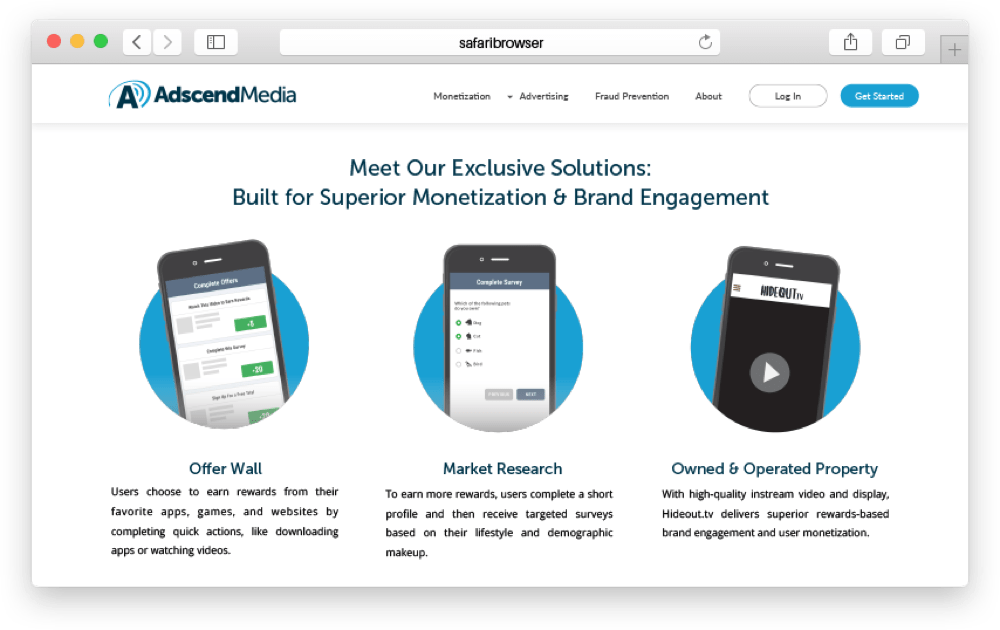 safaribrowser
AdscendMedia
Monetization
Advertising
Fraud Prevention
About
Log In
Get Started
Meet Our Exclusive Solutions:
Built for Superior Monetization & Brand Engagement
Complete Offers
Watch This Video to Earn Rewards
+5
Complete this Survey
+20
Sign Up For a Free Trial
Complete Survey
Which of the following pets
do you own?
Dog
Cat
Fish
Bird
PREVIOUS
NEXT
HIDEOUT TV
Offer Wall
Users choose to earn rewards from their
favorite apps, games, and websites by
completing quick actions, like downloading
apps or watching videos.
Market Research
To earn more rewards, users complete a short
profile and then receive targeted surveys
based on their lifestyle and demographic
makeup.
Owned & Operated Property
With high-quality instream video and display,
Hideout.tv delivers superior rewards-based
brand engagement and user monetization.